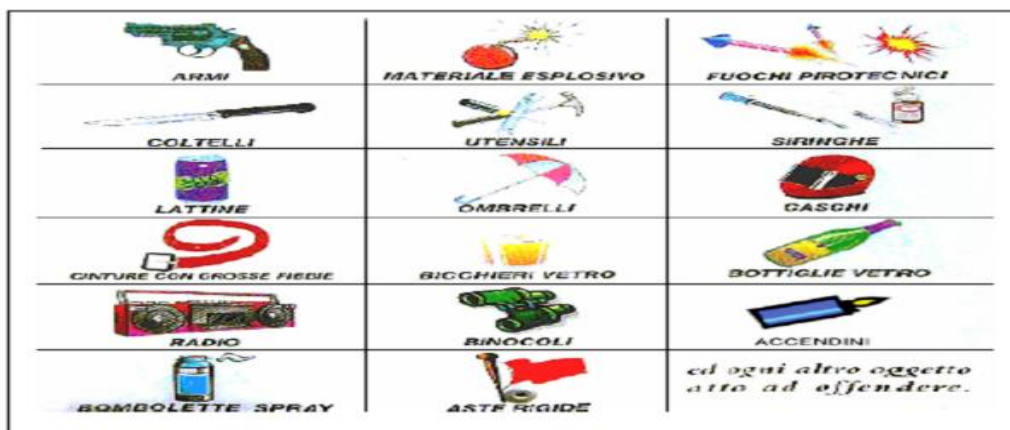 ARMI
MATERIALE ESPLOSIVO
FUOCHI PIROTECNICI
COLTELLI
UTENSILI
SIRINGHE
LATTINE
OMBRELLI
CASCHI
CINTURE CON GROSSE FIBBIE
BICCHIERI VETRO
BOTTIGLIE VETRO
RADIO
BINOCOLI
ACCENDINI
BOMBOLETTE SPRAY
ASTE RIGIDE
ed ogni altro oggetto
atto ad offendere.